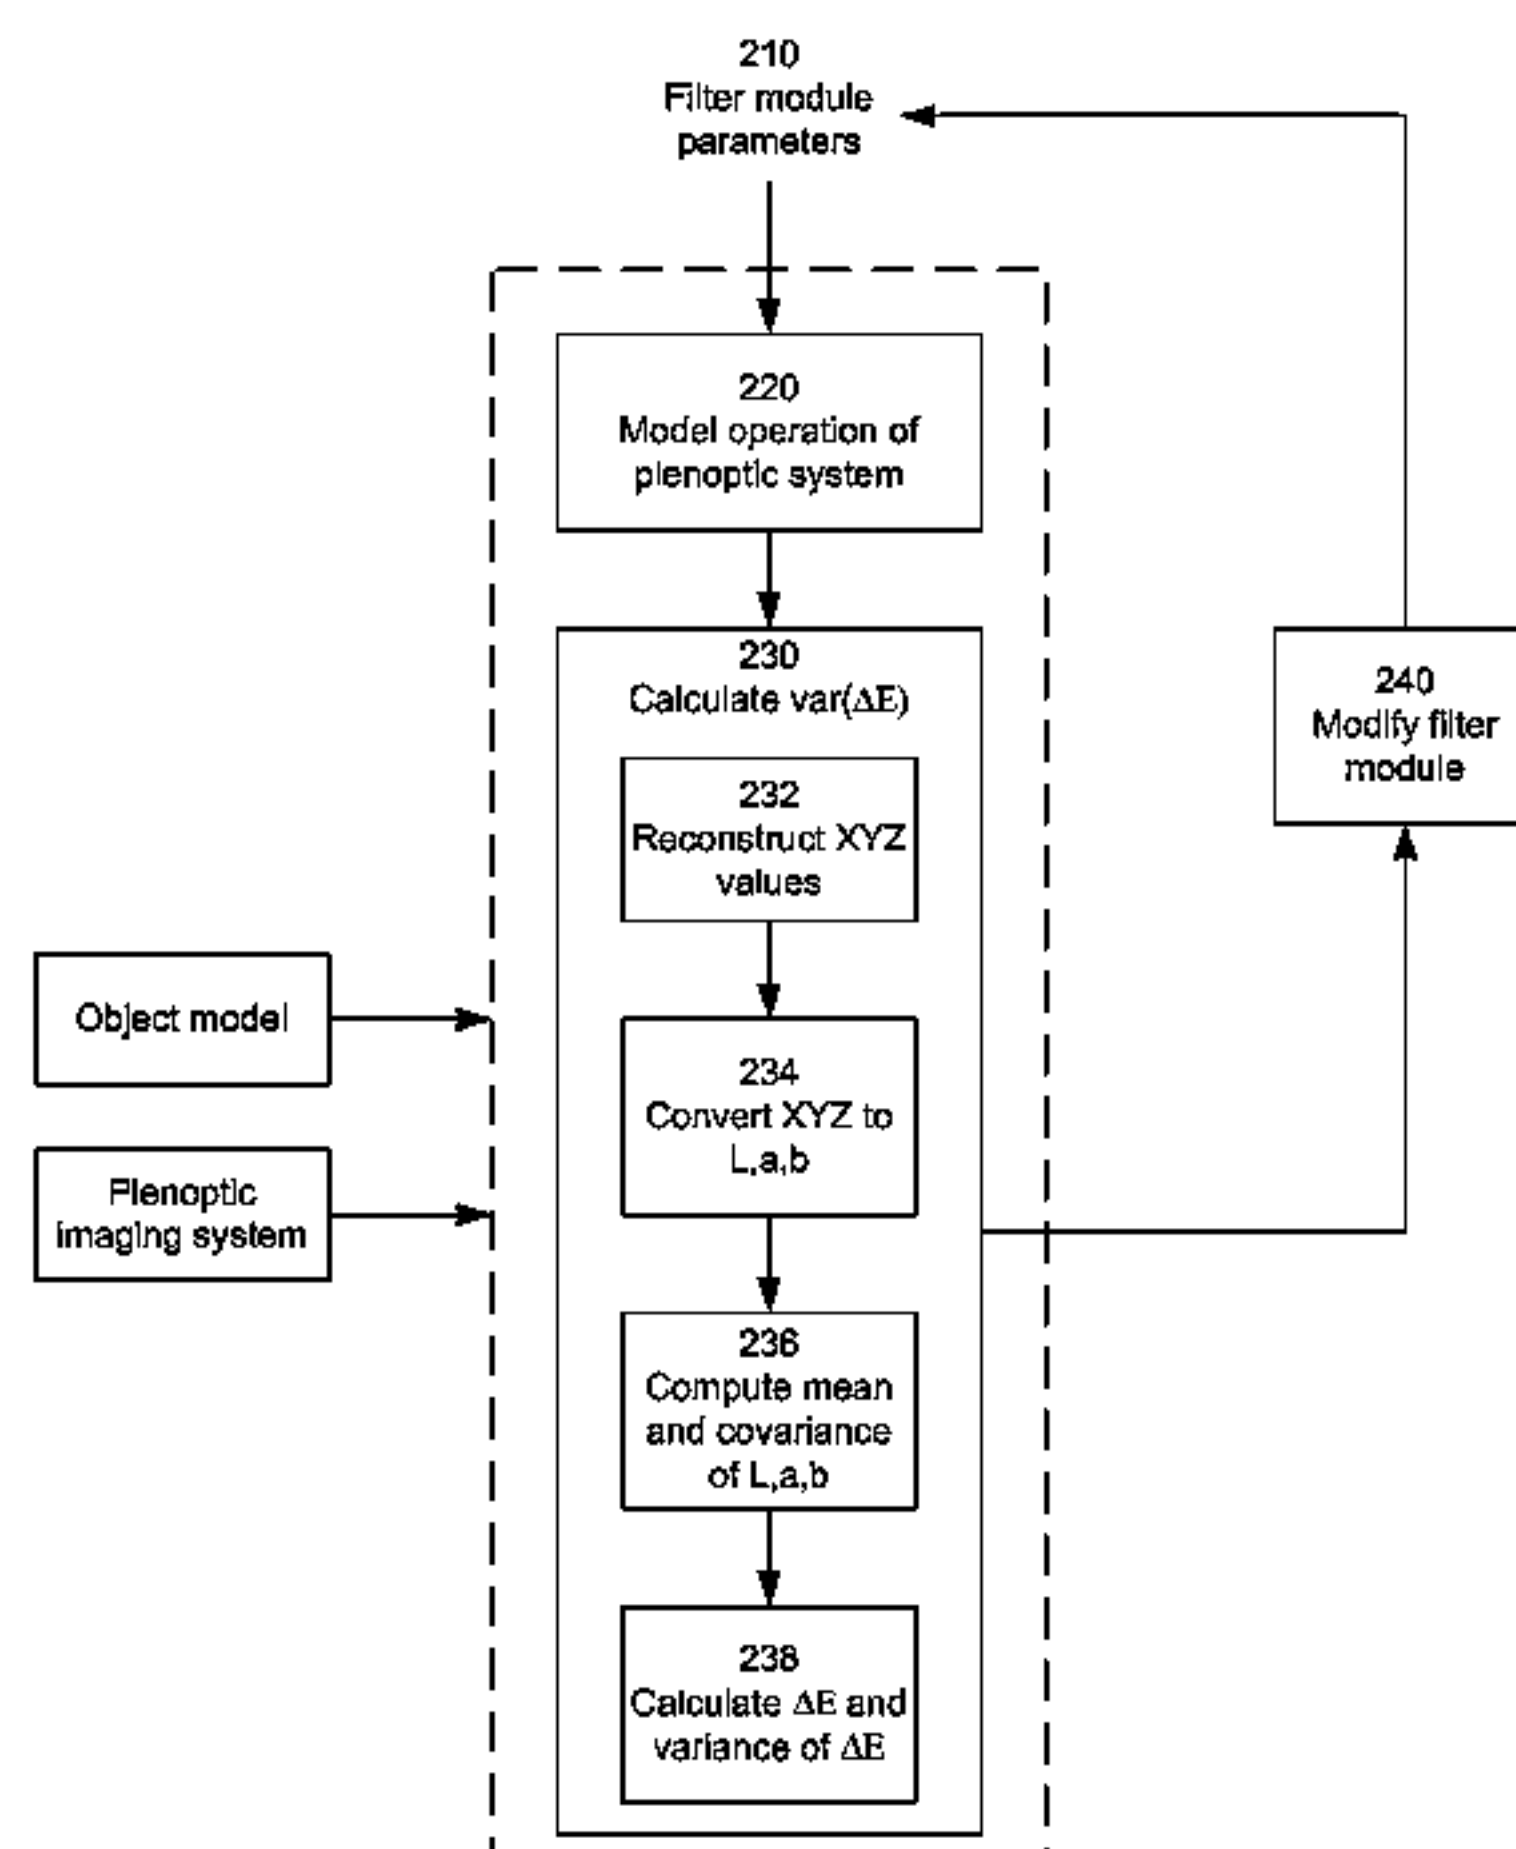 210
Filter module
parameters
220
Model operation of
plenoptic system
230
Calculate var(ΔE)
232
Reconstruct XYZ
values
234
Convert XYZ to
L,a,b
236
Compute mean
and covariance
of L,a,b
238
Calculate ΔE and
variance of ΔE
240
Modify filter
module
Object model
Plenoptic
imaging system